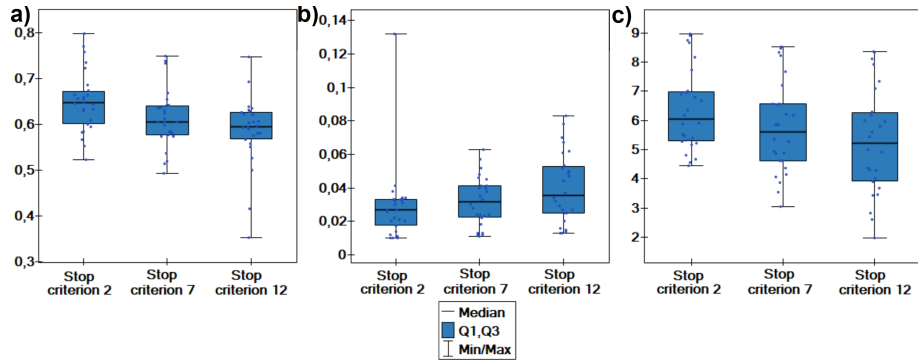 a)
0,8
0,7
0,6
0,5
0,4
0,3
Stop
criterion 2
Stop
criterion 7
Stop
criterion 12
b)
0,14
0,12
0,1
0,08
0,06
0,04
0,02
0
Stop
criterion 2
Stop
criterion 7
Stop
criterion 12
c)
9
8
7
6
5
4
3
2
Stop
criterion 2
Stop
criterion 7
Stop
criterion 12
Median
Q1,Q3
Min/Max